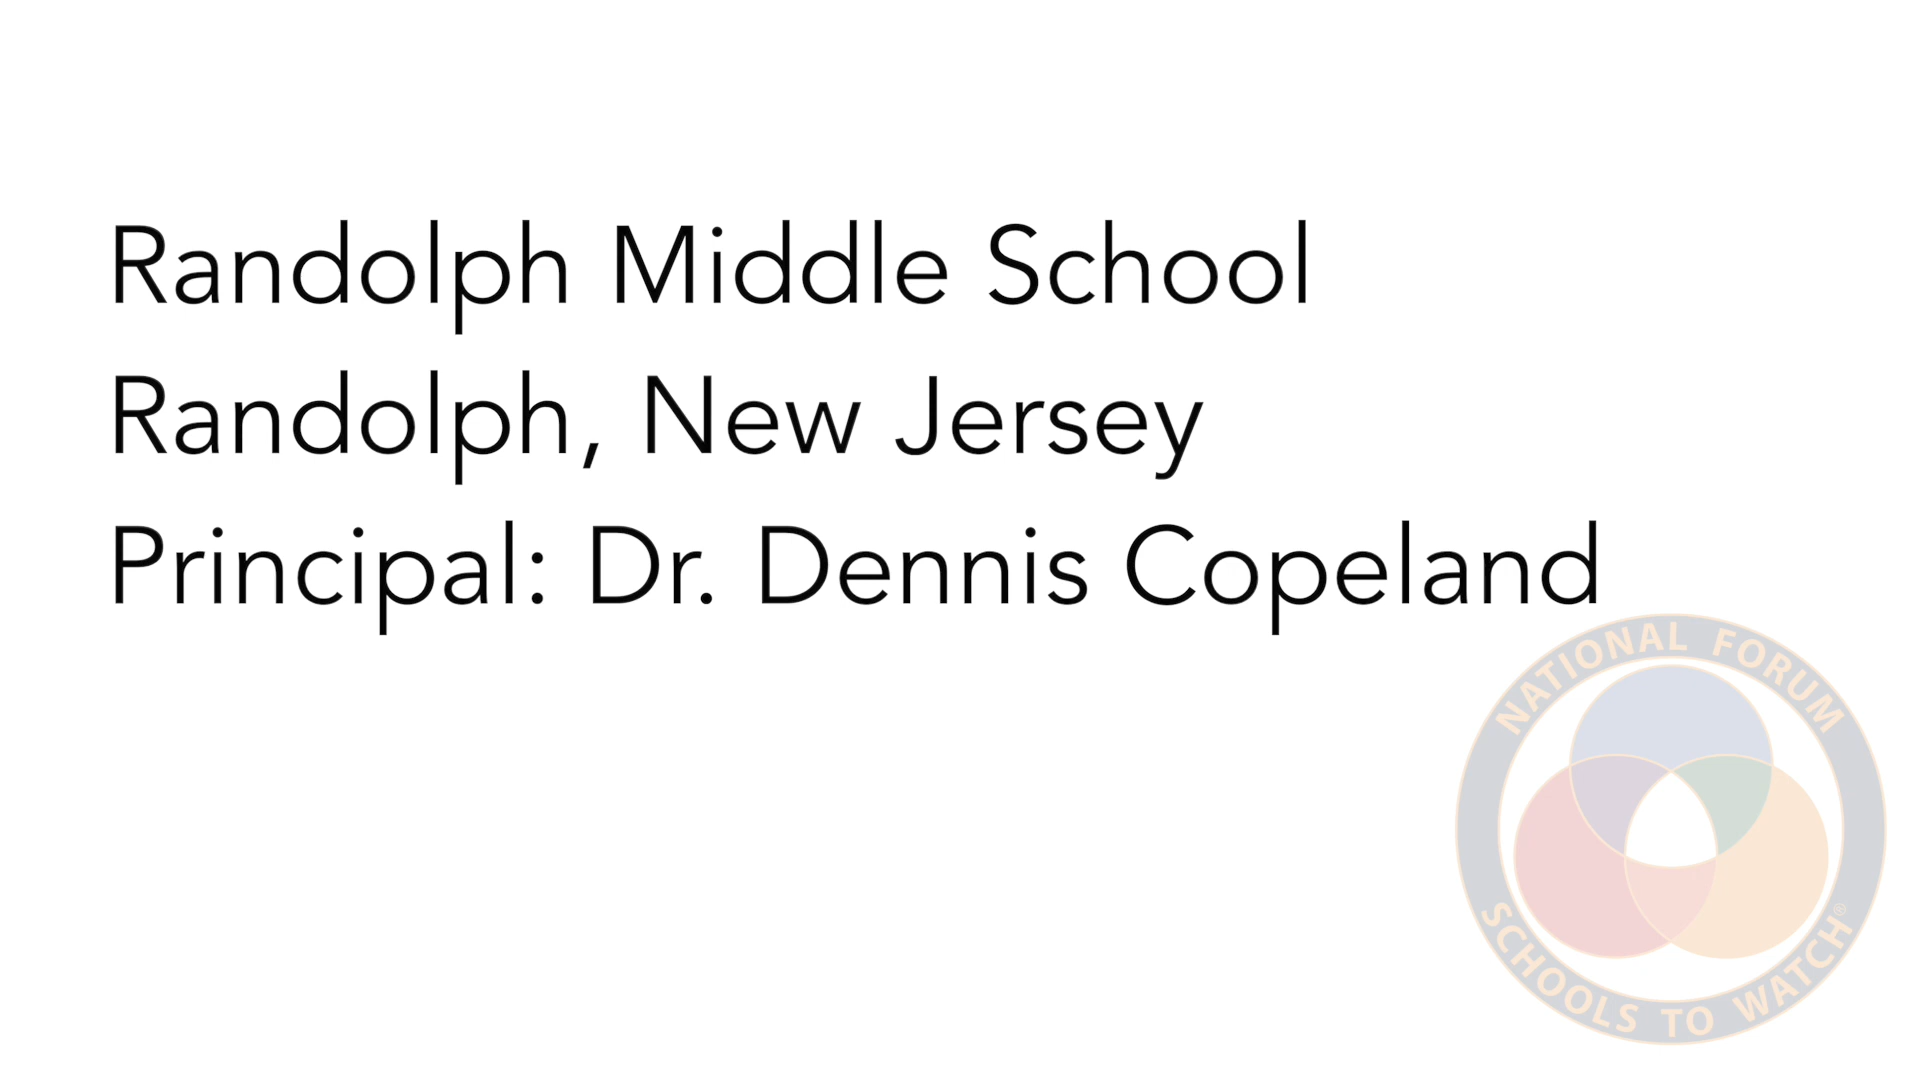 Randolph Middle School
Randolph, New Jersey
Principal: Dr. Dennis Copeland
NATIONAL FORUM
SCHOOLS TO WATCH®